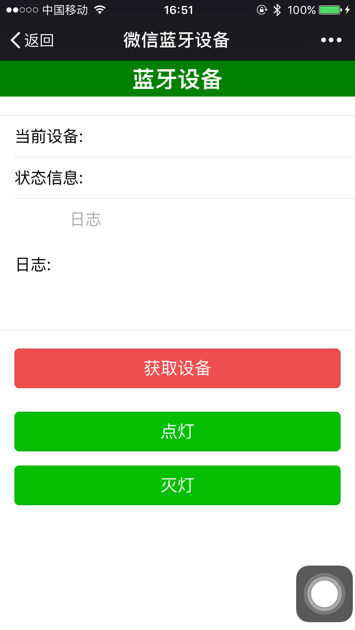 中国移动 16:51 100%
返回 微信蓝牙设备
蓝牙设备
当前设备:
状态信息:
日志
日志:
获取设备
点灯
灭灯